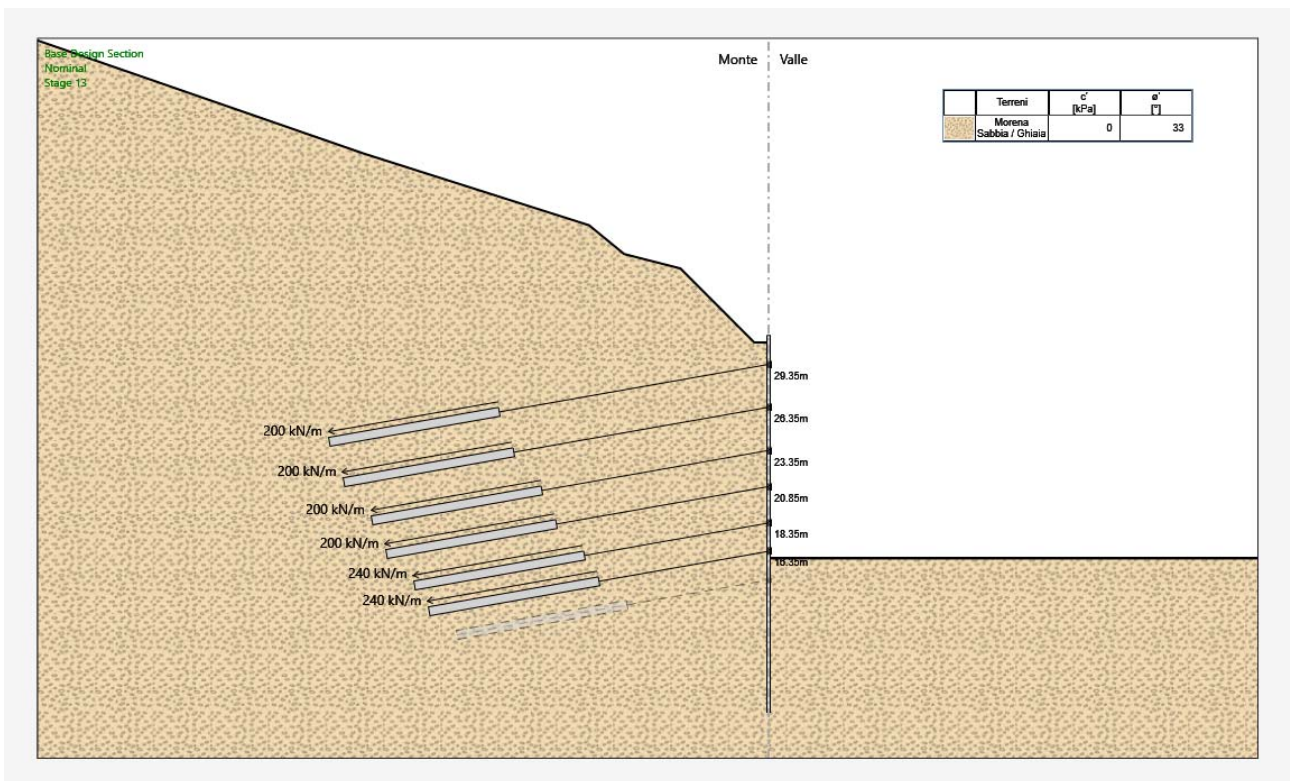 Base Design Section
Nominal
Stage 13
Monte Valle
Terreni c' [kPa] ø' [°]
Morena Sabbia / Ghiaia 0 33
29.35m
26.35m
23.35m
20.85m
18.35m
16.35m
200 kN/m
200 kN/m
200 kN/m
200 kN/m
240 kN/m
240 kN/m